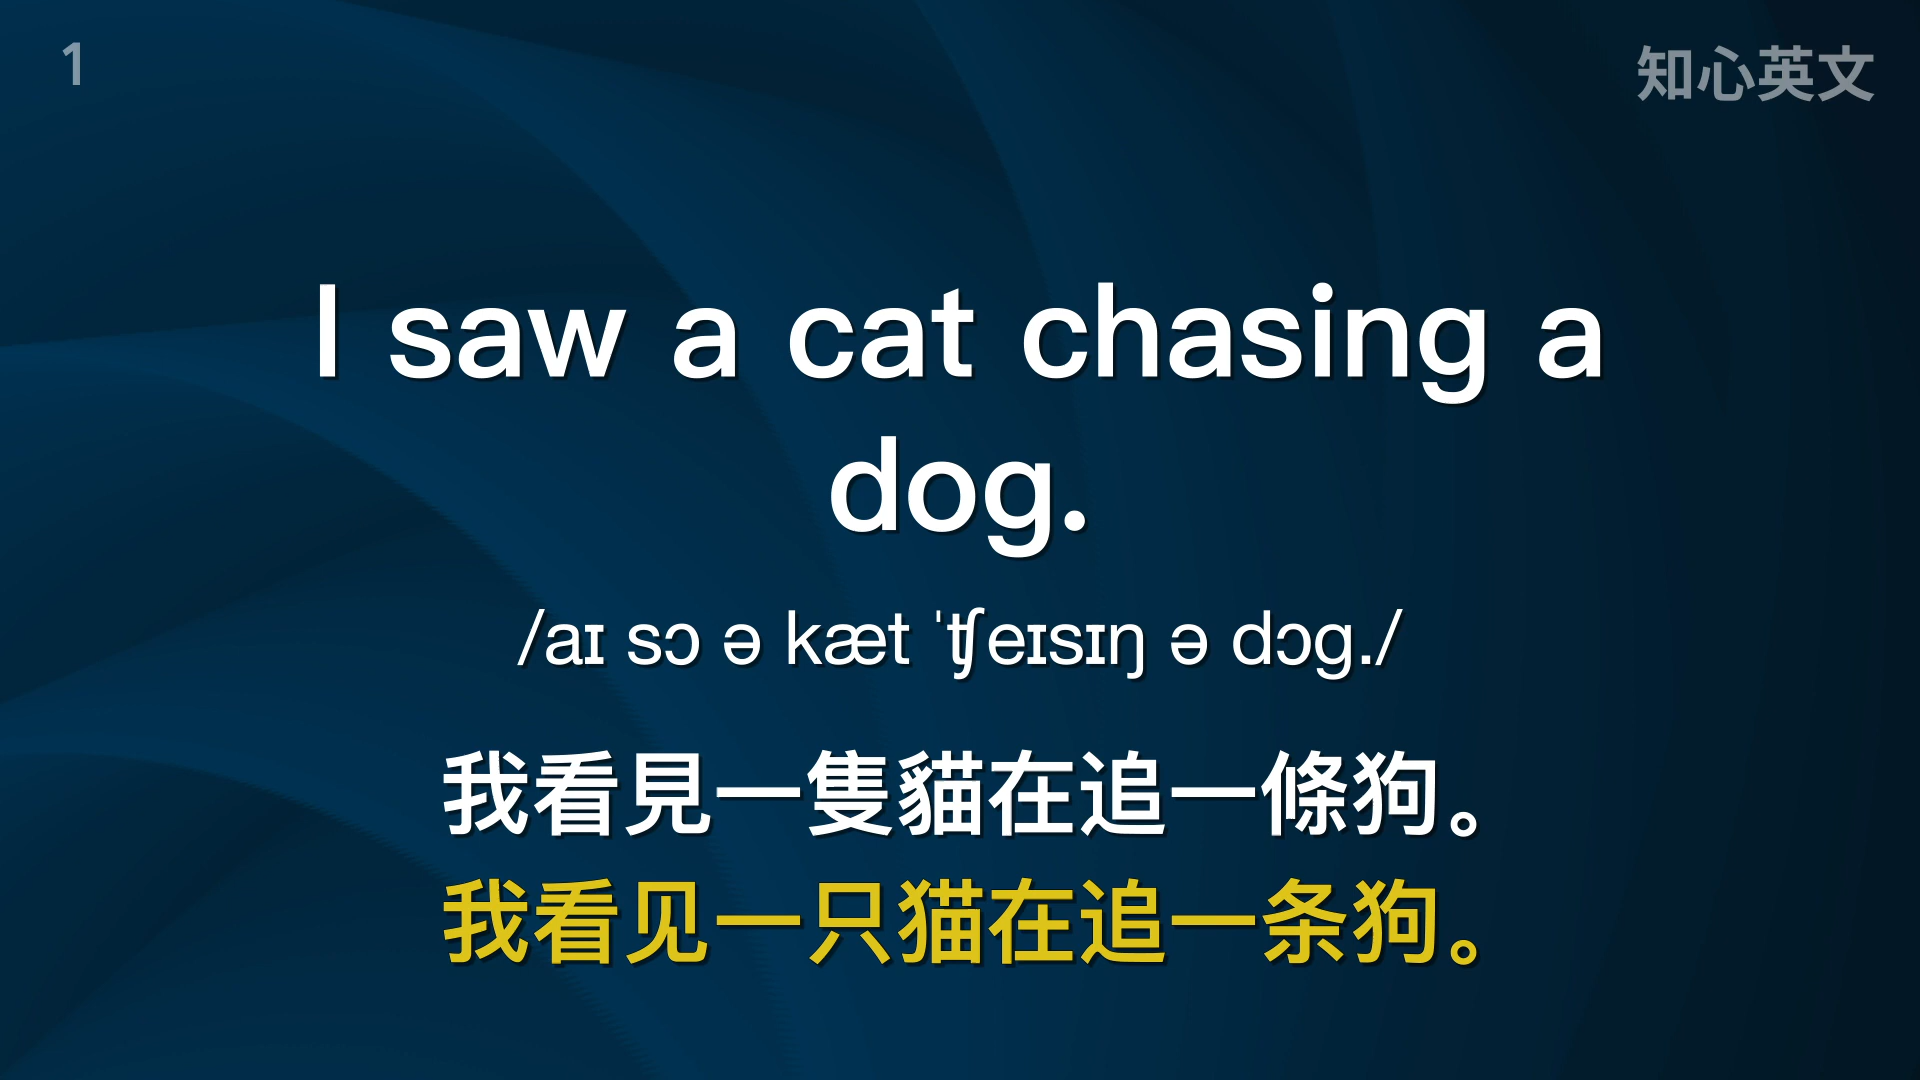 1
知心英文
I saw a cat chasing a
dog.
/aɪ sɔ ə kæt ˈʧeɪsɪŋ ə dɔg./
我看見一隻貓在追一條狗。
我看见一只猫在追一条狗。